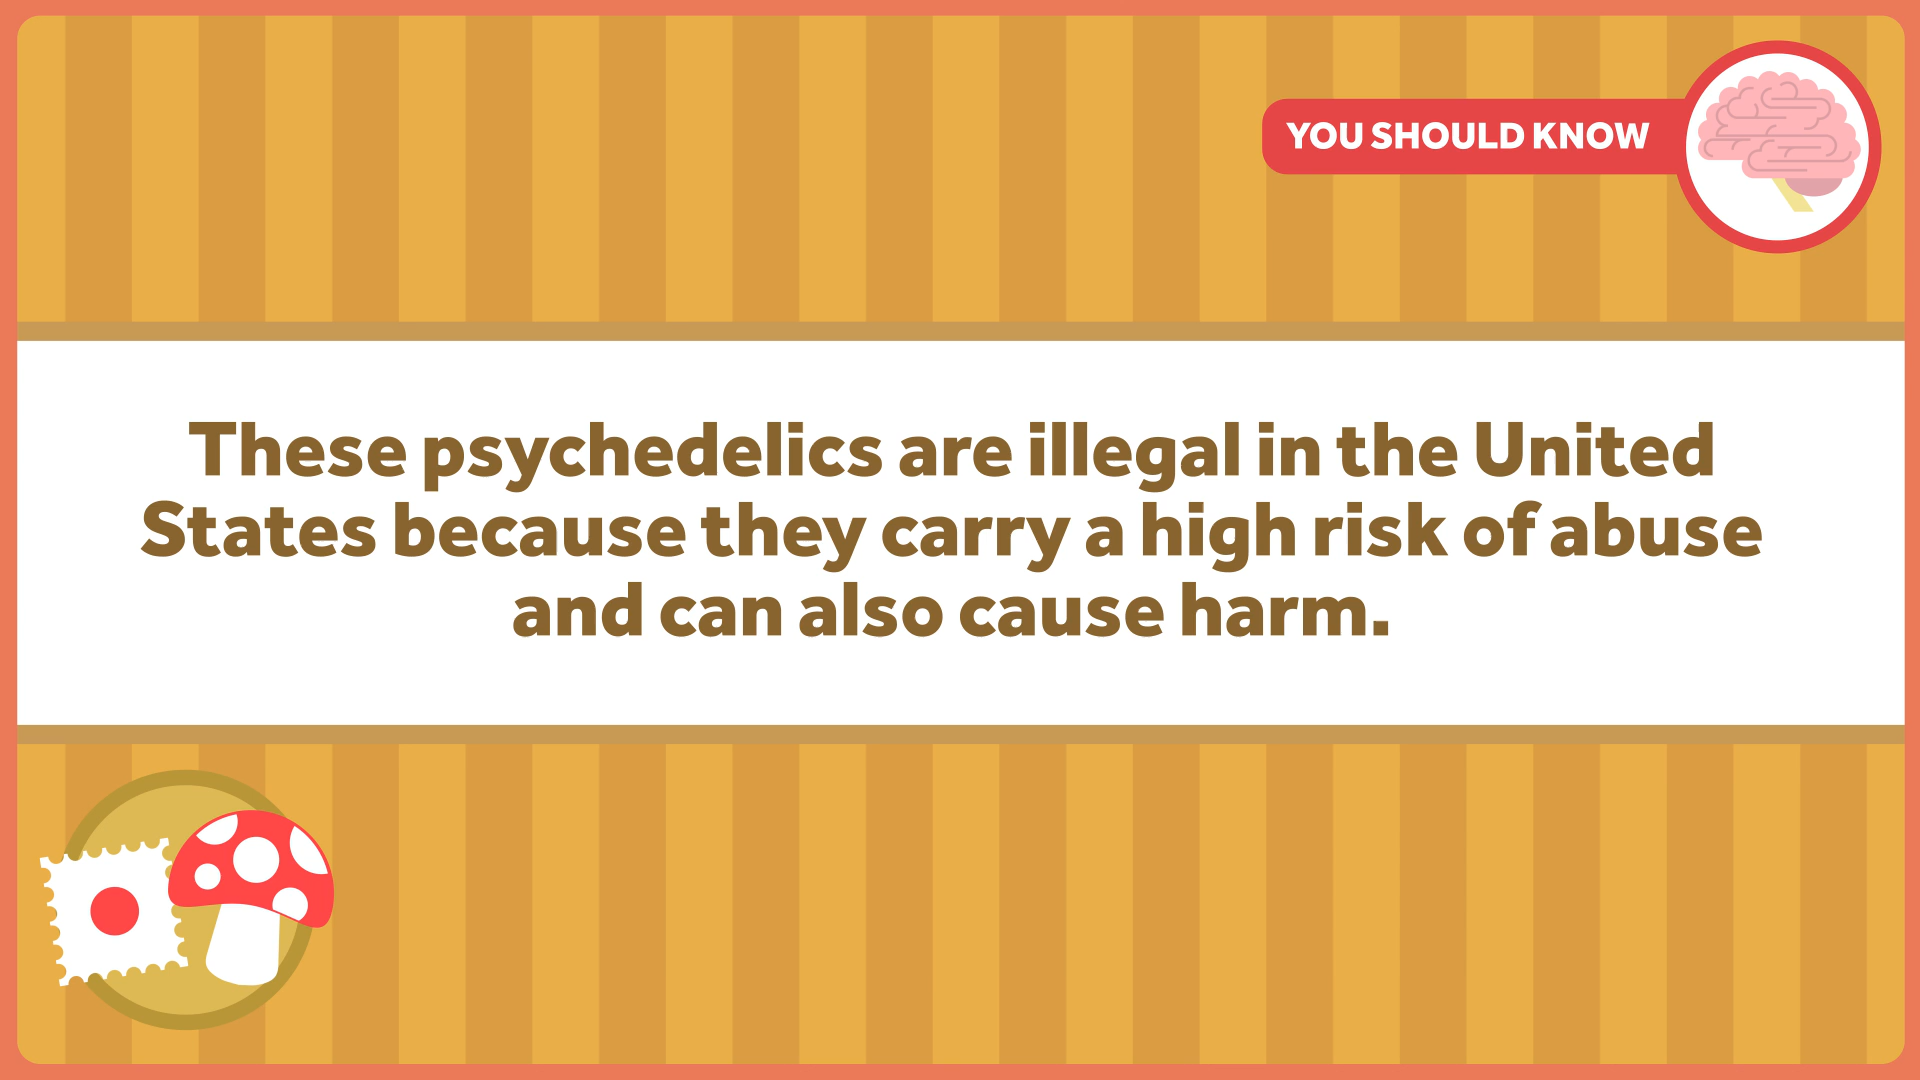 YOU SHOULD KNOW
These psychedelics are illegal in the United
States because they carry a high risk of abuse
and can also cause harm.